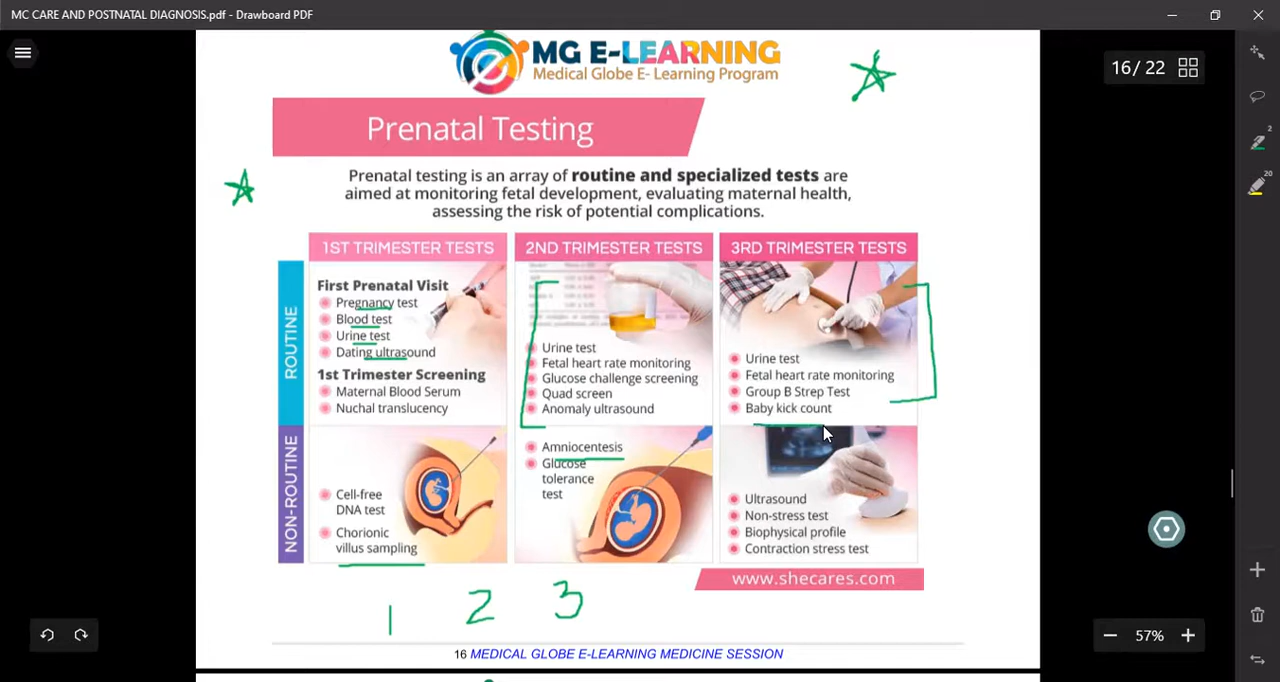 MC CARE AND POSTNATAL DIAGNOSIS.pdf - Drawboard PDF
MG E-LEARNING
Medical Globe E- Learning Program
16/ 22
2
20
Prenatal Testing
Prenatal testing is an array of routine and specialized tests are
aimed at monitoring fetal development, evaluating maternal health,
assessing the risk of potential complications.
1ST TRIMESTER TESTS
2ND TRIMESTER TESTS
3RD TRIMESTER TESTS
ROUTINE
First Prenatal Visit
Pregnancy test
Blood test
Urine test
Dating ultrasound
1st Trimester Screening
Maternal Blood Serum
Nuchal translucency
Urine test
Fetal heart rate monitoring
Glucose challenge screening
Quad screen
Anomaly ultrasound
Urine test
Fetal heart rate monitoring
Group B Strep Test
Baby kick count
NON-ROUTINE
Cell-free
DNA test
Chorionic
villus sampling
Amniocentesis
Glucose
tolerance
test
Ultrasound
Non-stress test
Biophysical profile
Contraction stress test
www.shecares.com
1 2 3
57%
16 MEDICAL GLOBE E-LEARNING MEDICINE SESSION